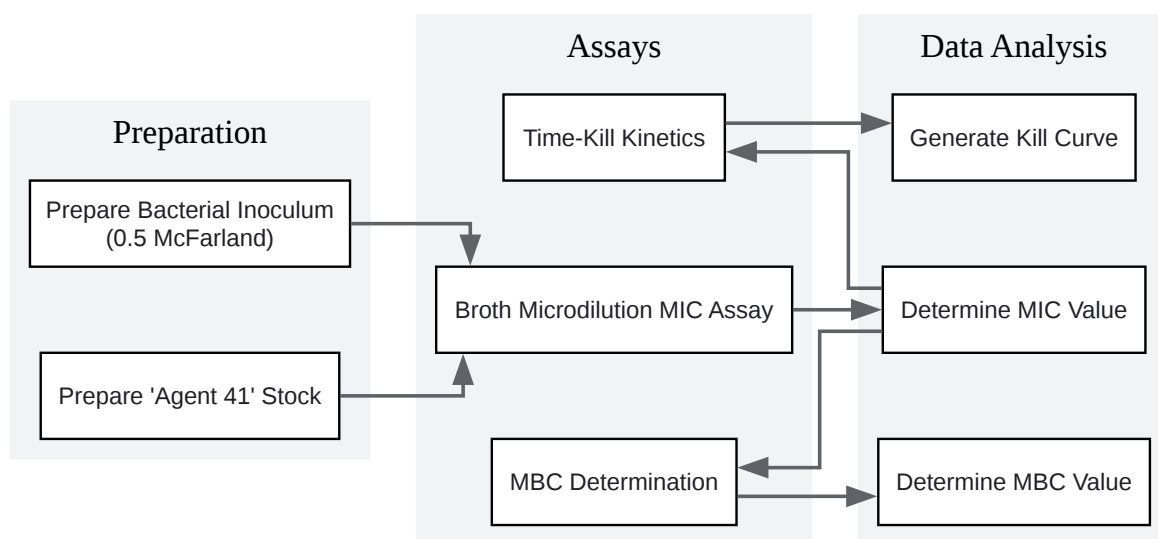 Preparation
Prepare Bacterial Inoculum
(0.5 McFarland)
Prepare 'Agent 41' Stock
Assays
Time-Kill Kinetics
Broth Microdilution MIC Assay
MBC Determination
Data Analysis
Generate Kill Curve
Determine MIC Value
Determine MBC Value